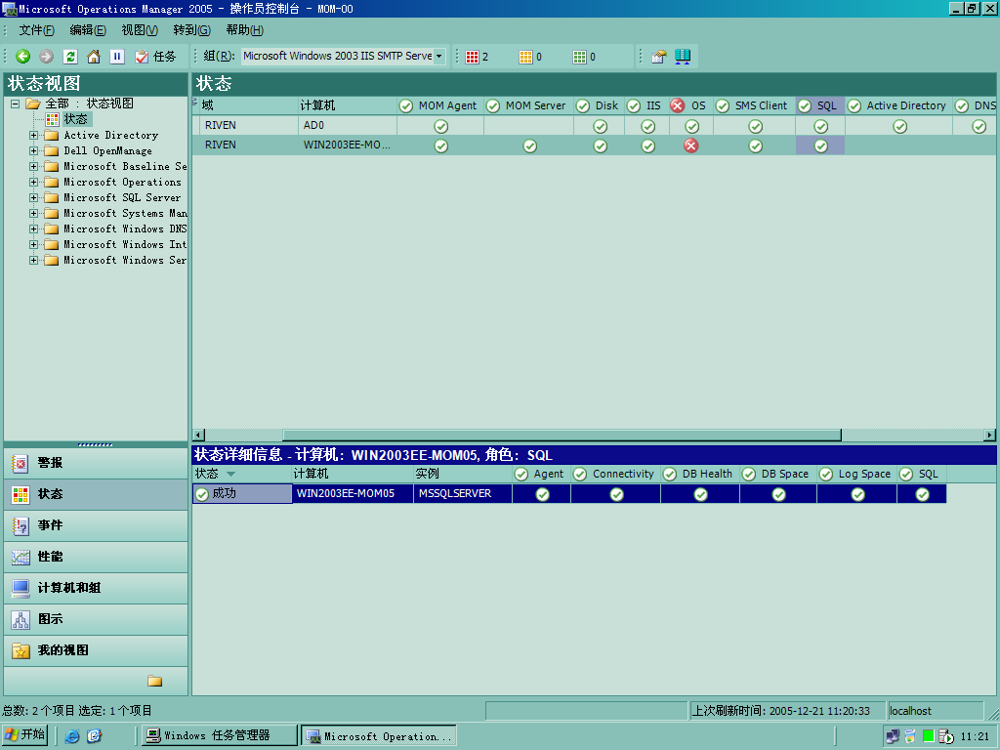 Microsoft Operations Manager 2005 - 操作员控制台 - MOM-00
文件(F) 编辑(E) 视图(V) 转到(G) 帮助(H)
任务 组(R): Microsoft Windows 2003 IIS SMTP Serve 2 0 0
状态视图
全部 : 状态视图
状态
Active Directory
Dell OpenManage
Microsoft Baseline Se
Microsoft Operations
Microsoft SQL Server
Microsoft Systems Man
Microsoft Windows DNS
Microsoft Windows Int
Microsoft Windows Ser
警报
状态
事件
性能
计算机和组
图示
我的视图
状态
域 计算机 MOM Agent MOM Server Disk IIS OS SMS Client SQL Active Directory DNS
RIVEN AD0
RIVEN WIN2003EE-MO...
状态详细信息 - 计算机: WIN2003EE-MOM05, 角色: SQL
状态 计算机 实例 Agent Connectivity DB Health DB Space Log Space SQL
成功 WIN2003EE-MOM05 MSSQLSERVER
总数: 2 个项目 选定: 1 个项目 上次刷新时间: 2005-12-21 11:20:33 localhost
开始 Windows 任务管理器 Microsoft Operation... 11:21